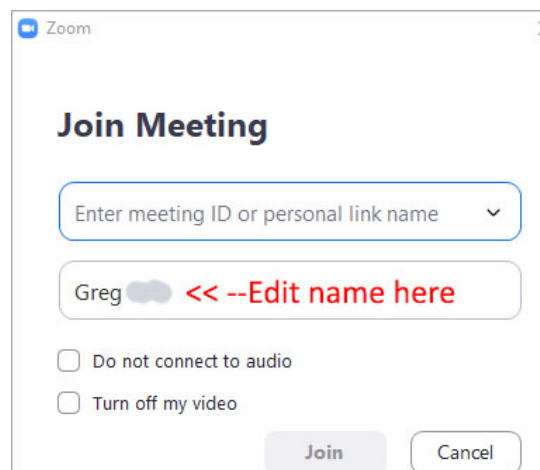 Zoom
Join Meeting
Enter meeting ID or personal link name
Greg << --Edit name here
Do not connect to audio
Turn off my video
Join Cancel